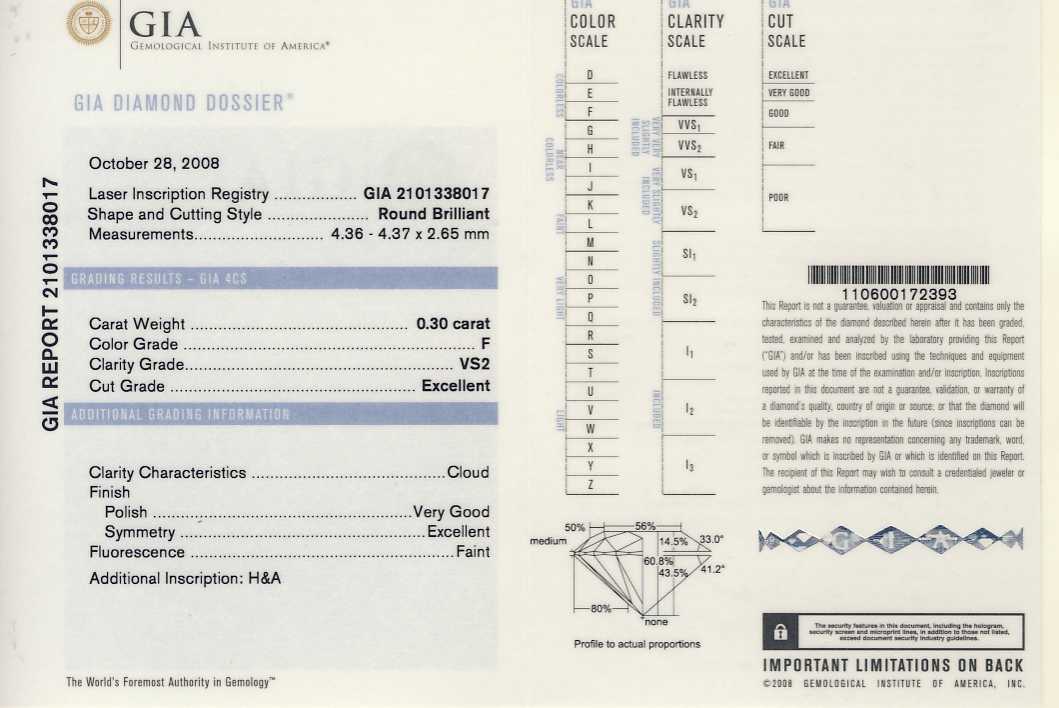 GIA
GEMOLOGICAL INSTITUTE OF AMERICA®
GIA DIAMOND DOSSIER®
GIA REPORT 2101338017
October 28, 2008
Laser Inscription Registry .................. GIA 2101338017
Shape and Cutting Style ..................... Round Brilliant
Measurements........................... 4.36 - 4.37 x 2.65 mm
GRADING RESULTS – GIA 4CS
Carat Weight ............................................... 0.30 carat
Color Grade .................................................................. F
Clarity Grade......................................................... VS2
Cut Grade .................................................... Excellent
ADDITIONAL GRADING INFORMATION
Clarity Characteristics .........................................Cloud
Finish
Polish ........................................................Very Good
Symmetry .....................................................Excellent
Fluorescence .........................................................Faint
Additional Inscription: H&A
The World's Foremost Authority in Gemology™
GIA
COLOR
SCALE
COLORLESS
D
E
F
NEAR COLORLESS
G
H
I
J
FAINT
K
L
M
VERY LIGHT
N
O
P
Q
R
LIGHT
S
T
U
V
W
X
Y
Z
GIA
CLARITY
SCALE
FLAWLESS
INTERNALLY
FLAWLESS
VERY VERY SLIGHTLY INCLUDED
VVS1
VVS2
VERY SLIGHTLY INCLUDED
VS1
VS2
SLIGHTLY INCLUDED
SI1
SI2
INCLUDED
I1
I2
I3
GIA
CUT
SCALE
EXCELLENT
VERY GOOD
GOOD
FAIR
POOR
50%
56%
medium
14.5%
33.0°
60.8%
43.5%
41.2°
80%
none
Profile to actual proportions
110600172393
This Report is not a guarantee, valuation or appraisal and contains only the
characteristics of the diamond described herein after it has been graded,
tested, examined and analyzed by the laboratory providing this Report
("GIA") and/or has been inscribed using the techniques and equipment
used by GIA at the time of the examination and/or inscription. Inscriptions
reported in this document are not a guarantee, validation, or warranty of
a diamond's quality, country of origin or source; or that the diamond will
be identifiable by the inscription in the future (since inscriptions can be
removed). GIA makes no representation concerning any trademark, word,
or symbol which is inscribed by GIA or which is identified on this Report.
The recipient of this Report may wish to consult a credentialed jeweler or
gemologist about the information contained herein.
G I A
The security features in this document, including the hologram,
security screen and microprint lines, in addition to those not listed,
exceed document security industry guidelines.
IMPORTANT LIMITATIONS ON BACK
©2008 GEMOLOGICAL INSTITUTE OF AMERICA, INC.